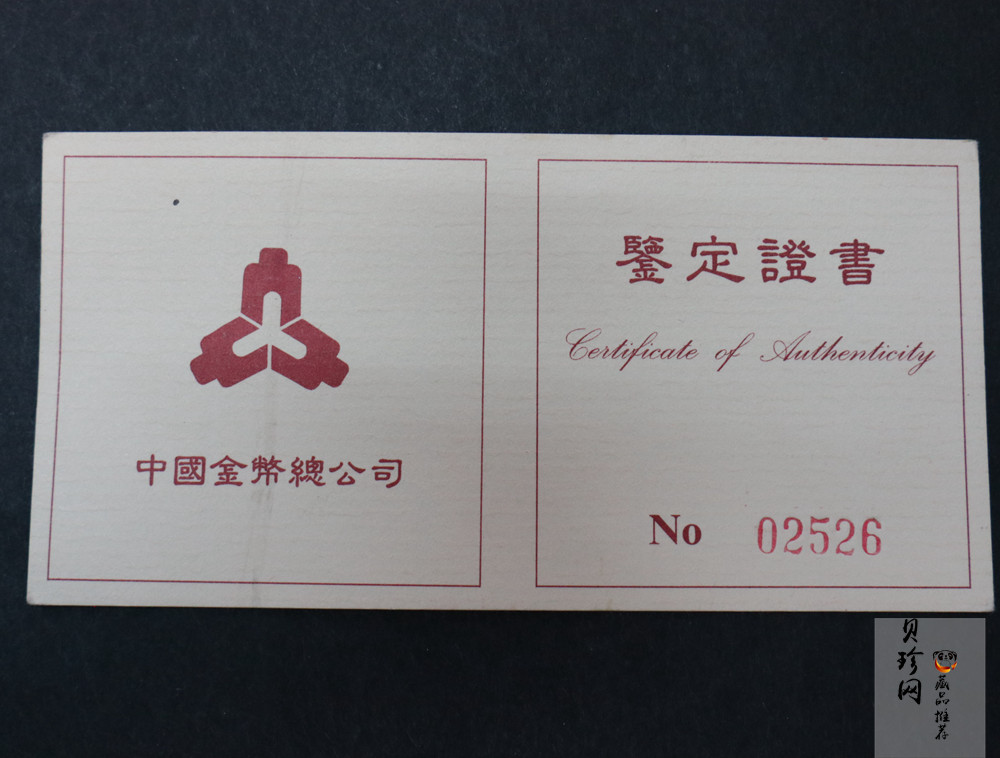 中國金幣總公司
鑒定證書
Certificate of Authenticity
No 02526
贝珍网
藏品推荐